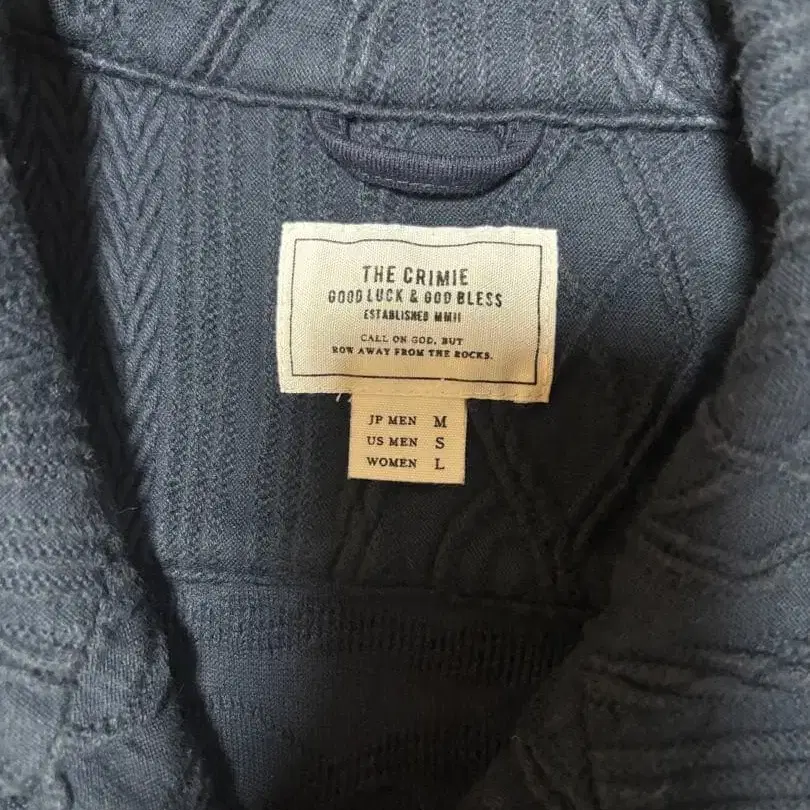 THE CRIMIE
GOOD LUCK & GOD BLESS
ESTABLISHED MMII
CALL ON GOD, BUT
ROW AWAY FROM THE ROCKS.
JP MEN M
US MEN S
WOMEN L